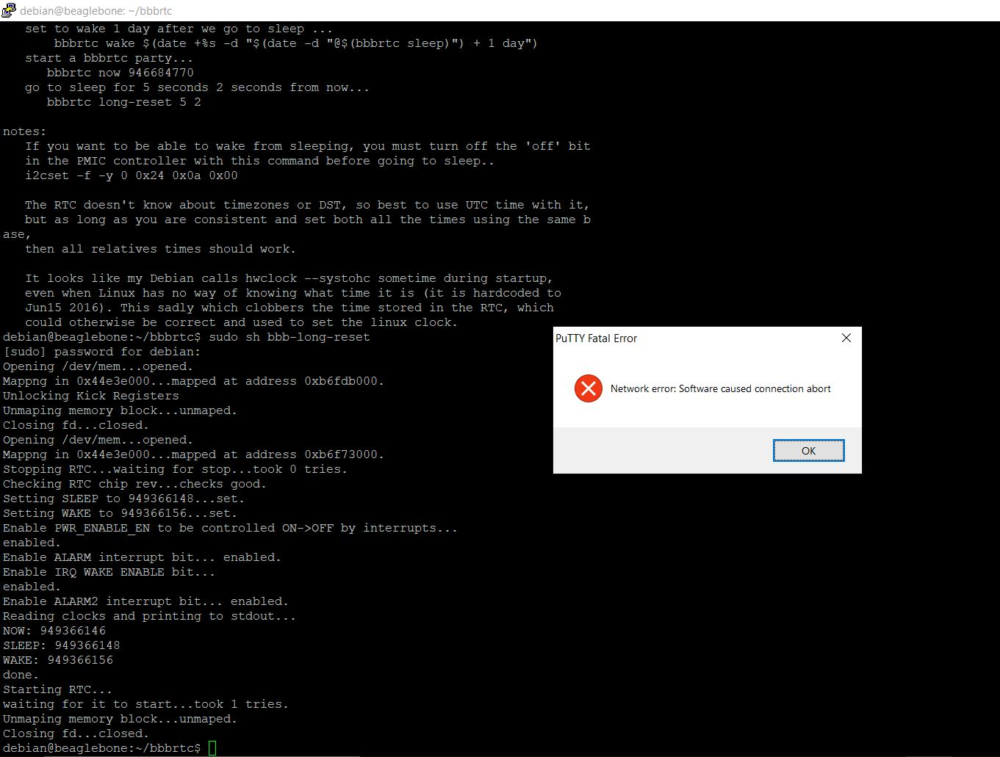 debian@beaglebone: ~/bbbrtc
set to wake 1 day after we go to sleep ...
bbbrtc wake $(date +%s -d "$(date -d "@$(bbbrtc sleep)") + 1 day")
start a bbbrtc party...
bbbrtc now 946684770
go to sleep for 5 seconds 2 seconds from now...
bbbrtc long-reset 5 2
notes:
If you want to be able to wake from sleeping, you must turn off the 'off' bit
in the PMIC controller with this command before going to sleep..
i2cset -f -y 0 0x24 0x0a 0x00
The RTC doesn't know about timezones or DST, so best to use UTC time with it,
but as long as you are consistent and set both all the times using the same b
ase,
then all relatives times should work.
It looks like my Debian calls hwclock --systohc sometime during startup,
even when Linux has no way of knowing what time it is (it is hardcoded to
Jun15 2016). This sadly which clobbers the time stored in the RTC, which
could otherwise be correct and used to set the linux clock.
debian@beaglebone:~/bbbrtc$ sudo sh bbb-long-reset
[sudo] password for debian:
Opening /dev/mem...opened.
Mappng in 0x44e3e000...mapped at address 0xb6fdb000.
Unlocking Kick Registers
Unmaping memory block...unmaped.
Closing fd...closed.
Opening /dev/mem...opened.
Mappng in 0x44e3e000...mapped at address 0xb6f73000.
Stopping RTC...waiting for stop...took 0 tries.
Checking RTC chip rev...checks good.
Setting SLEEP to 949366148...set.
Setting WAKE to 949366156...set.
Enable PWR_ENABLE_EN to be controlled ON->OFF by interrupts...
enabled.
Enable ALARM interrupt bit... enabled.
Enable IRQ WAKE ENABLE bit...
enabled.
Enable ALARM2 interrupt bit... enabled.
Reading clocks and printing to stdout...
NOW: 949366146
SLEEP: 949366148
WAKE: 949366156
done.
Starting RTC...
waiting for it to start...took 1 tries.
Unmaping memory block...unmaped.
Closing fd...closed.
debian@beaglebone:~/bbbrtc$
PuTTY Fatal Error
Network error: Software caused connection abort
OK